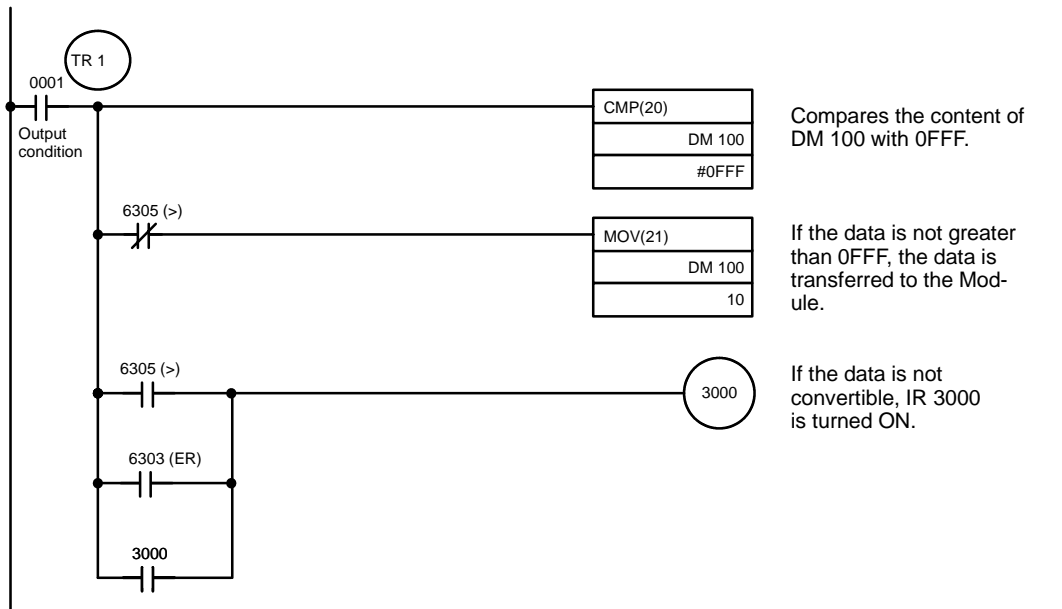 TR 1
0001
Output
condition
CMP(20)
DM 100
#0FFF
Compares the content of
DM 100 with 0FFF.
6305 (>)
MOV(21)
DM 100
10
If the data is not greater
than 0FFF, the data is
transferred to the Mod-
ule.
6305 (>)
3000
If the data is not
convertible, IR 3000
is turned ON.
6303 (ER)
3000